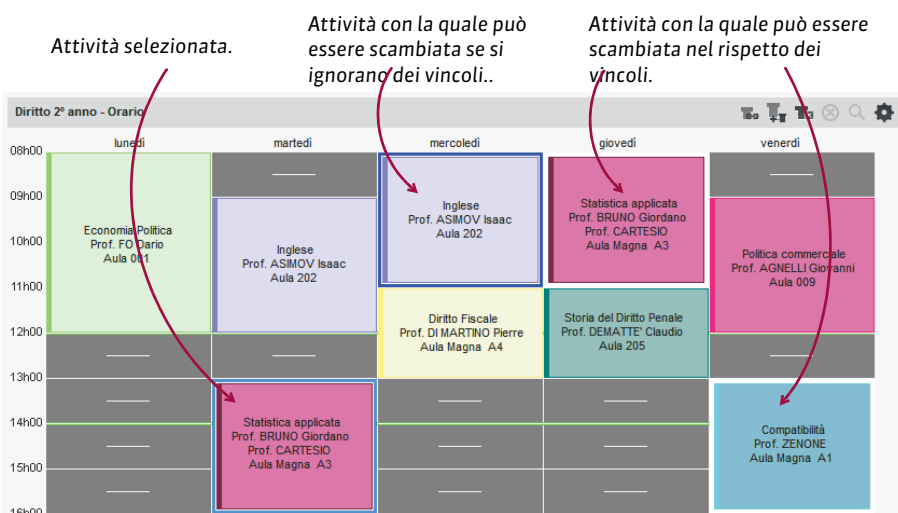 Attività selezionata.
Attività con la quale può
essere scambiata se si
ignorano dei vincoli..
Attività con la quale può essere
scambiata nel rispetto dei
vincoli.
Diritto 2º anno - Orario
lunedì
martedì
mercoledì
giovedì
venerdì
08h00
09h00
10h00
11h00
12h00
13h00
14h00
15h00
16h00
Economia Politica
Prof. FO Dario
Aula 001
Inglese
Prof. ASIMOV Isaac
Aula 202
Statistica applicata
Prof. BRUNO Giordano
Prof. CARTESIO
Aula Magna A3
Inglese
Prof. ASIMOV Isaac
Aula 202
Diritto Fiscale
Prof. DI MARTINO Pierre
Aula Magna A4
Statistica applicata
Prof. BRUNO Giordano
Prof. CARTESIO
Aula Magna A3
Storia del Diritto Penale
Prof. DEMATTE' Claudio
Aula 205
Politica commerciale
Prof. AGNELLI Giovanni
Aula 009
Compatibilità
Prof. ZENONE
Aula Magna A1